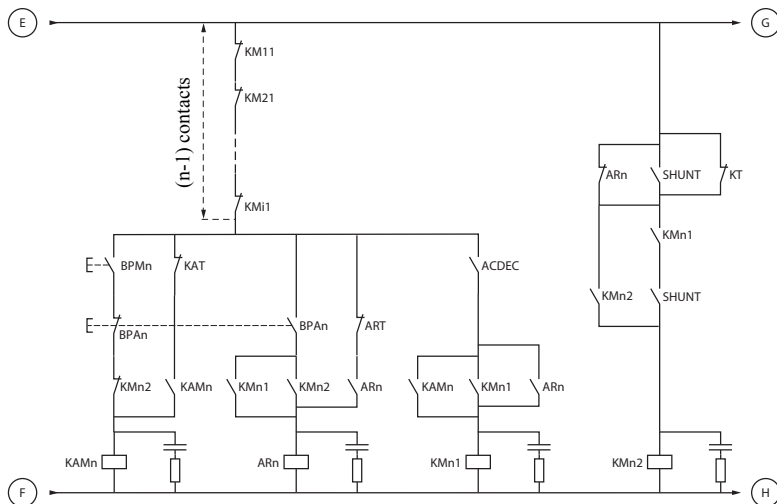 E
G
KM11
KM21
(n-1) contacts
ARn
SHUNT
KT
KMi1
KMn1
BPMn
KAT
ACDEC
KMn2
SHUNT
BPAn
BPAn
ART
KMn2
KAMn
KMn1
KMn2
ARn
KAMn
KMn1
ARn
KAMn
ARn
KMn1
KMn2
F
H